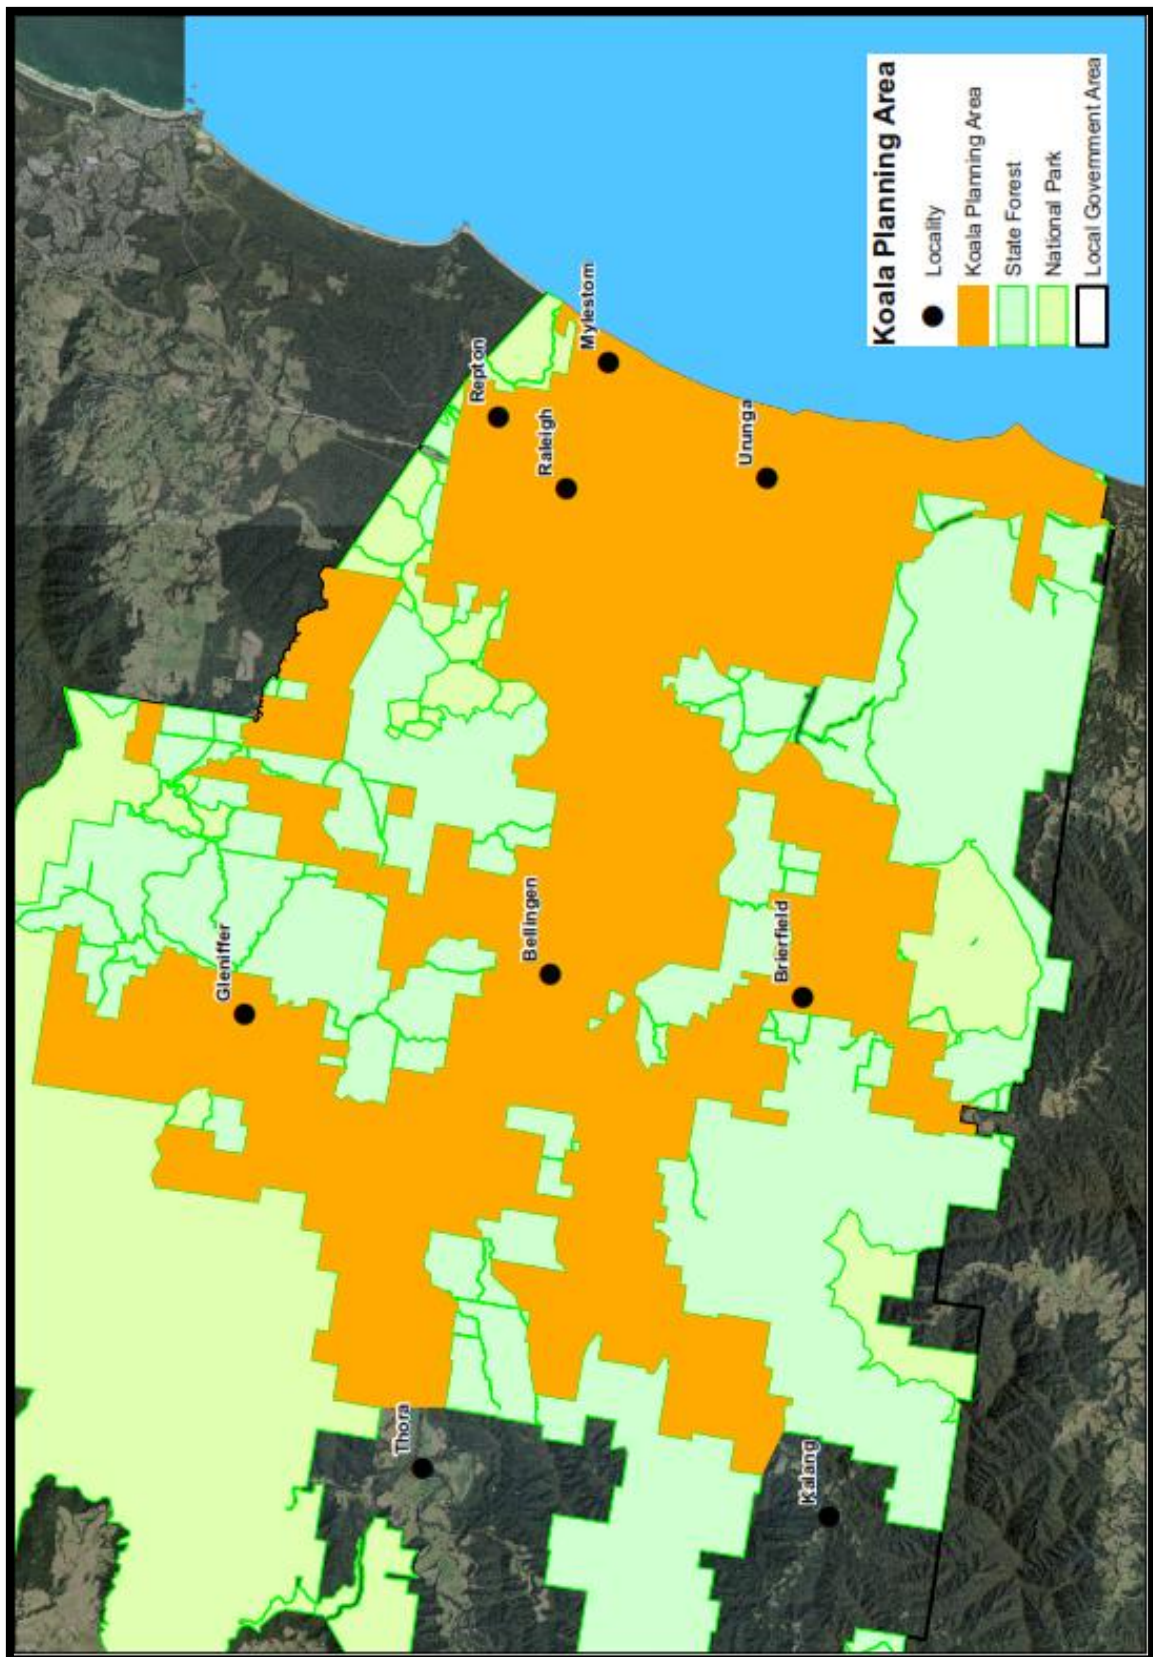 Koala Planning Area
Locality
Koala Planning Area
State Forest
National Park
Local Government Area
Thora
Kalang
Gleniffer
Bellingen
Brierfield
Repton
Raleigh
Mylestom
Urunga